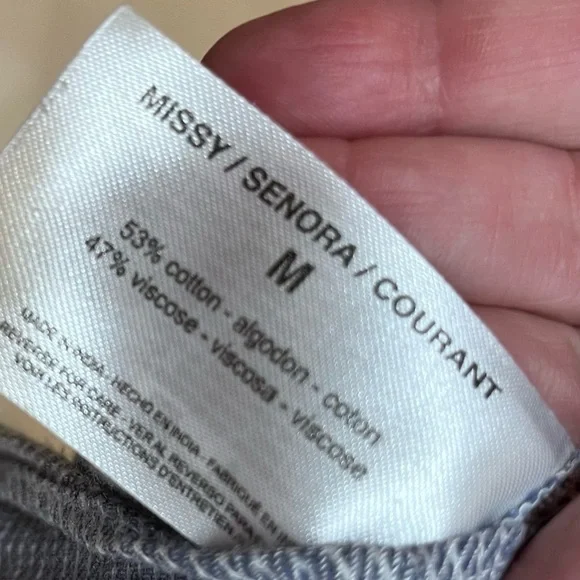 MISSY / SENORA / COURANT
M
53% cotton - algodon - coton
47% viscose - viscosa - viscose
MADE IN INDIA - HECHO EN INDIA - FABRIQUÉ EN
REVERSE FOR CARE - VER AL REVERSO PARA
VOIR LES INSTRUCTIONS D'ENTRETIEN